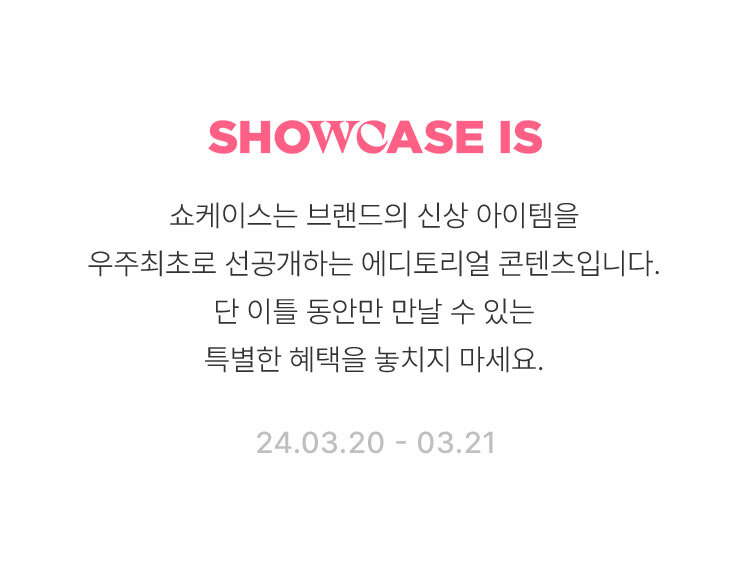 SHOWCASE IS
쇼케이스는 브랜드의 신상 아이템을
우주최초로 선공개하는 에디토리얼 콘텐츠입니다.
단 이틀 동안만 만날 수 있는
특별한 혜택을 놓치지 마세요.
24.03.20 - 03.21